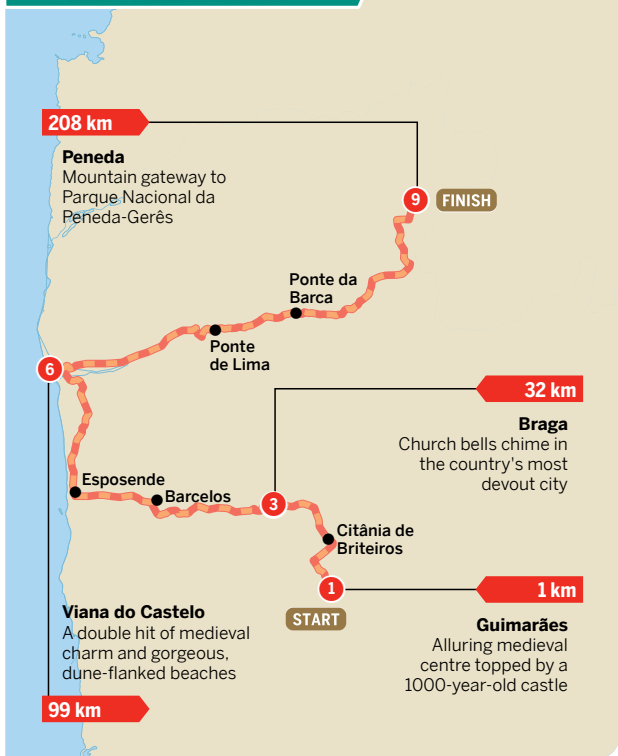 208 km
Peneda
Mountain gateway to
Parque Nacional da
Peneda-Gerês
9
FINISH
Ponte da
Barca
Ponte
de Lima
6
32 km
Braga
Church bells chime in
the country's most
devout city
Esposende
Barcelos
3
Citânia de
Briteiros
1
START
1 km
Guimarães
Alluring medieval
centre topped by a
1000-year-old castle
Viana do Castelo
A double hit of medieval
charm and gorgeous,
dune-flanked beaches
99 km